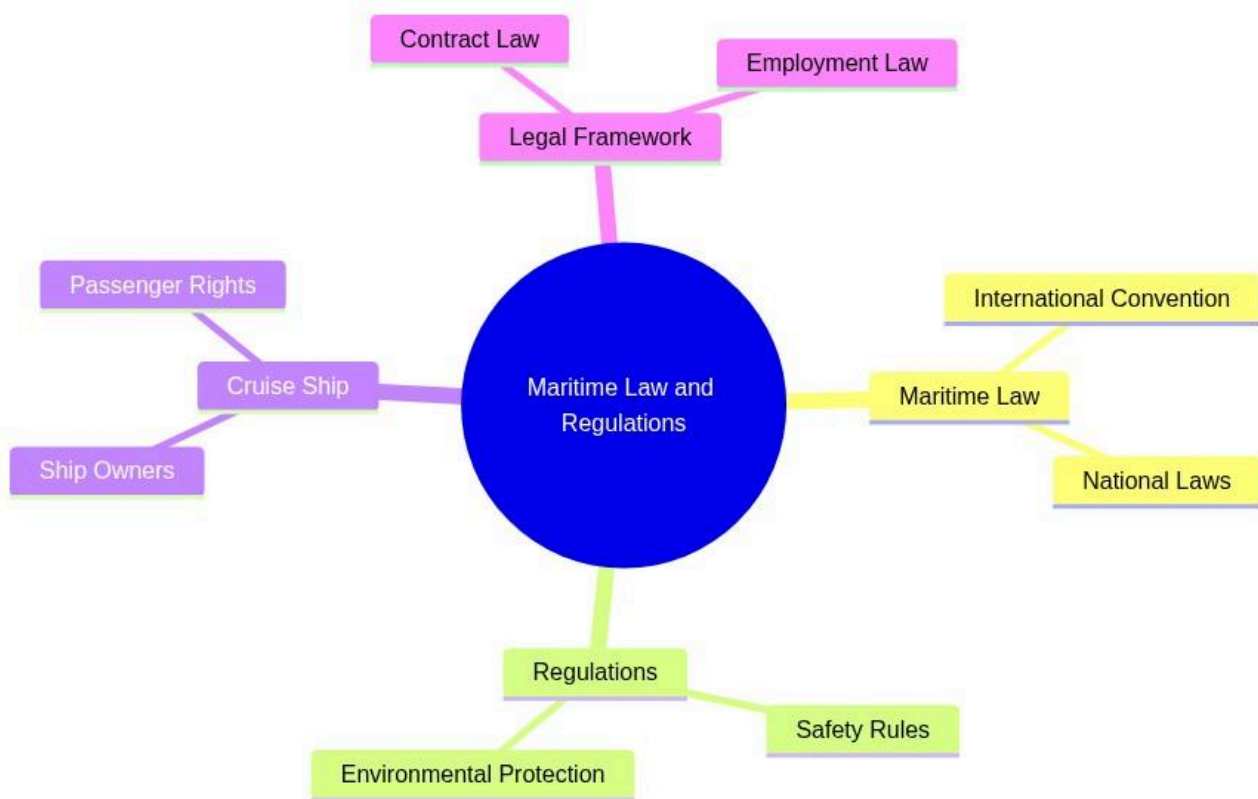 Contract Law
Employment Law
Legal Framework
Passenger Rights
International Convention
Cruise Ship
Maritime Law and
Regulations
Maritime Law
Ship Owners
National Laws
Regulations
Safety Rules
Environmental Protection